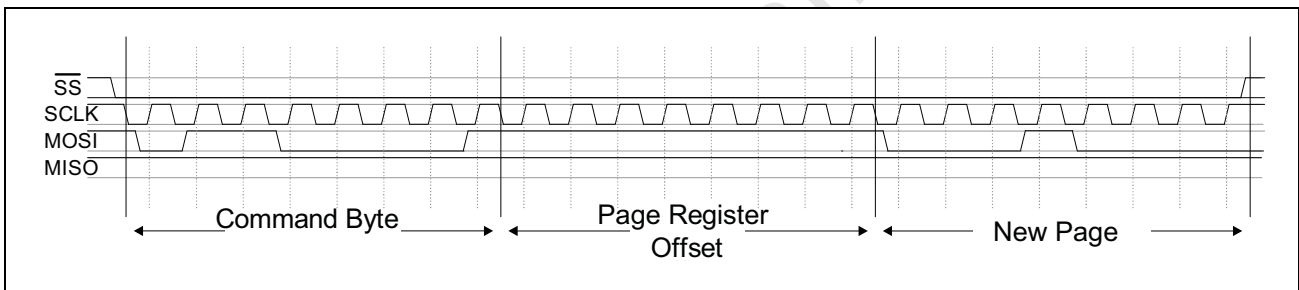 SS
SCLK
MOSI
MISO
Command Byte
Page Register
Offset
New Page